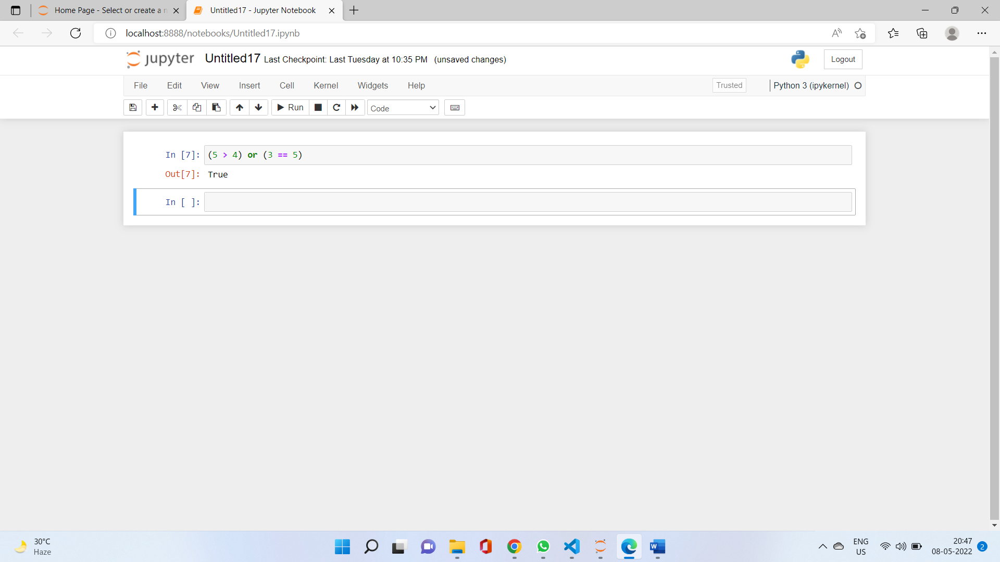 Home Page - Select or create a n
Untitled17 - Jupyter Notebook
localhost:8888/notebooks/Untitled17.ipynb
jupyter Untitled17 Last Checkpoint: Last Tuesday at 10:35 PM (unsaved changes)
Logout
File Edit View Insert Cell Kernel Widgets Help
Trusted
Python 3 (ipykernel)
Run
Code
In [7]: (5 > 4) or (3 == 5)
Out[7]: True
In [ ]:
30°C
Haze
W
ENG
US
20:47
08-05-2022
2